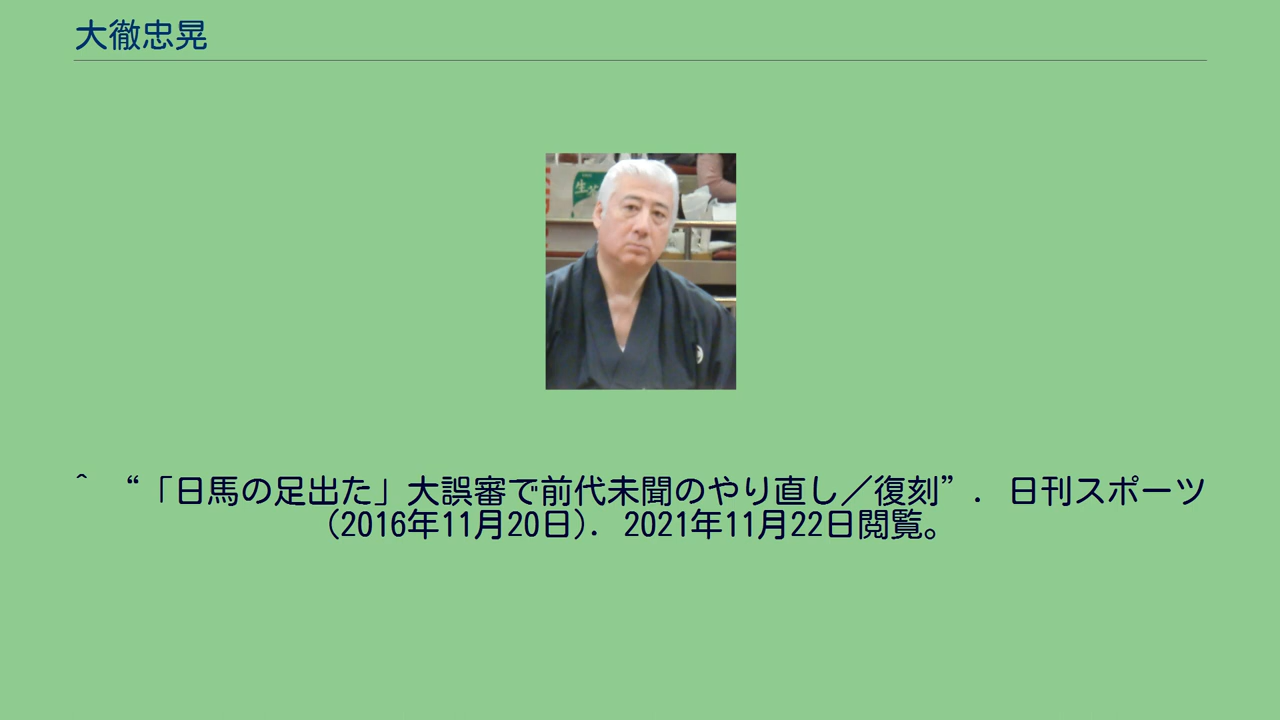 大徹忠晃
生
^ “「日馬の足出た」大誤審で前代未聞のやり直し／復刻”. 日刊スポーツ
(2016年11月20日). 2021年11月22日閲覧。